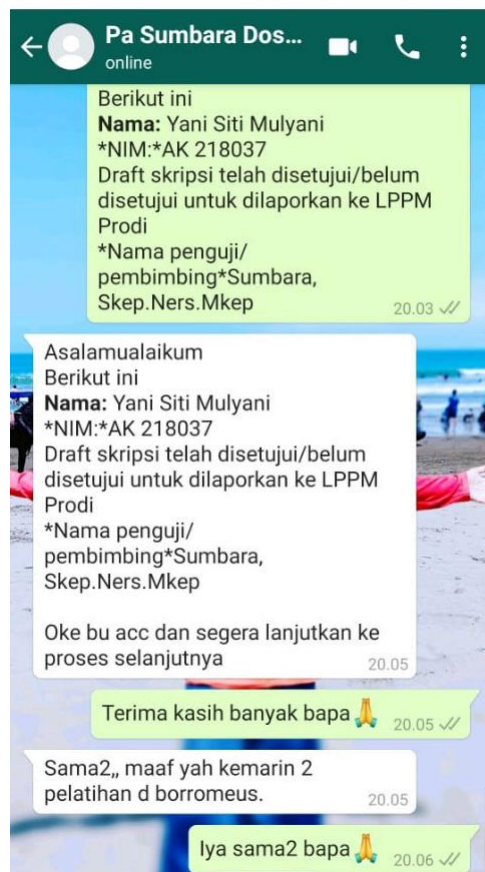 Pa Sumbara Dos...
online
Berikut ini
Nama: Yani Siti Mulyani
*NIM:*AK 218037
Draft skripsi telah disetujui/belum
disetujui untuk dilaporkan ke LPPM
Prodi
*Nama penguji/
pembimbing*Sumbara,
Skep.Ners.Mkep
20.03
Asalamualaikum
Berikut ini
Nama: Yani Siti Mulyani
*NIM:*AK 218037
Draft skripsi telah disetujui/belum
disetujui untuk dilaporkan ke LPPM
Prodi
*Nama penguji/
pembimbing*Sumbara,
Skep.Ners.Mkep
Oke bu acc dan segera lanjutkan ke
proses selanjutnya
20.05
Terima kasih banyak bapa🙏 20.05
Sama2,, maaf yah kemarin 2
pelatihan d borromeus.
20.05
Iya sama2 bapa🙏 20.06